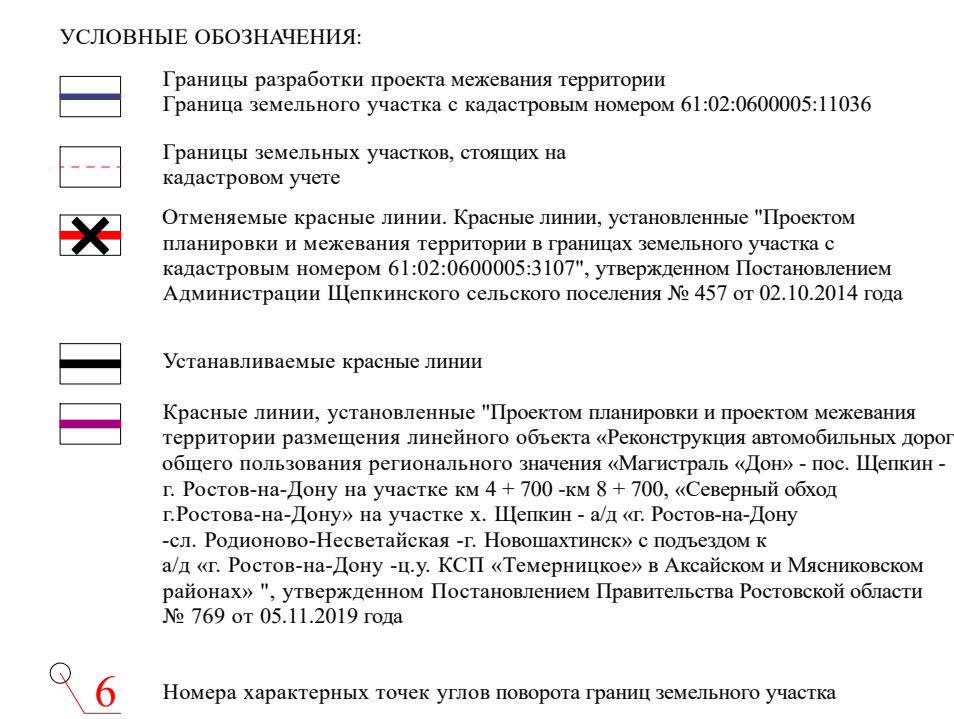 УСЛОВНЫЕ ОБОЗНАЧЕНИЯ:
Границы разработки проекта межевания территории
Граница земельного участка с кадастровым номером 61:02:0600005:11036
Границы земельных участков, стоящих на
кадастровом учете
Отменяемые красные линии. Красные линии, установленные "Проектом
планировки и межевания территории в границах земельного участка с
кадастровым номером 61:02:0600005:3107", утвержденном Постановлением
Администрации Щепкинского сельского поселения № 457 от 02.10.2014 года
Устанавливаемые красные линии
Красные линии, установленные "Проектом планировки и проектом межевания
территории размещения линейного объекта «Реконструкция автомобильных дорог
общего пользования регионального значения «Магистраль «Дон» - пос. Щепкин -
г. Ростов-на-Дону на участке км 4 + 700 -км 8 + 700, «Северный обход
г.Ростова-на-Дону» на участке х. Щепкин - а/д «г. Ростов-на-Дону
-сл. Родионово-Несветайская -г. Новошахтинск» с подъездом к
а/д «г. Ростов-на-Дону -ц.у. КСП «Темерницкое» в Аксайском и Мясниковском
районах» ", утвержденном Постановлением Правительства Ростовской области
№ 769 от 05.11.2019 года
6 Номера характерных точек углов поворота границ земельного участка